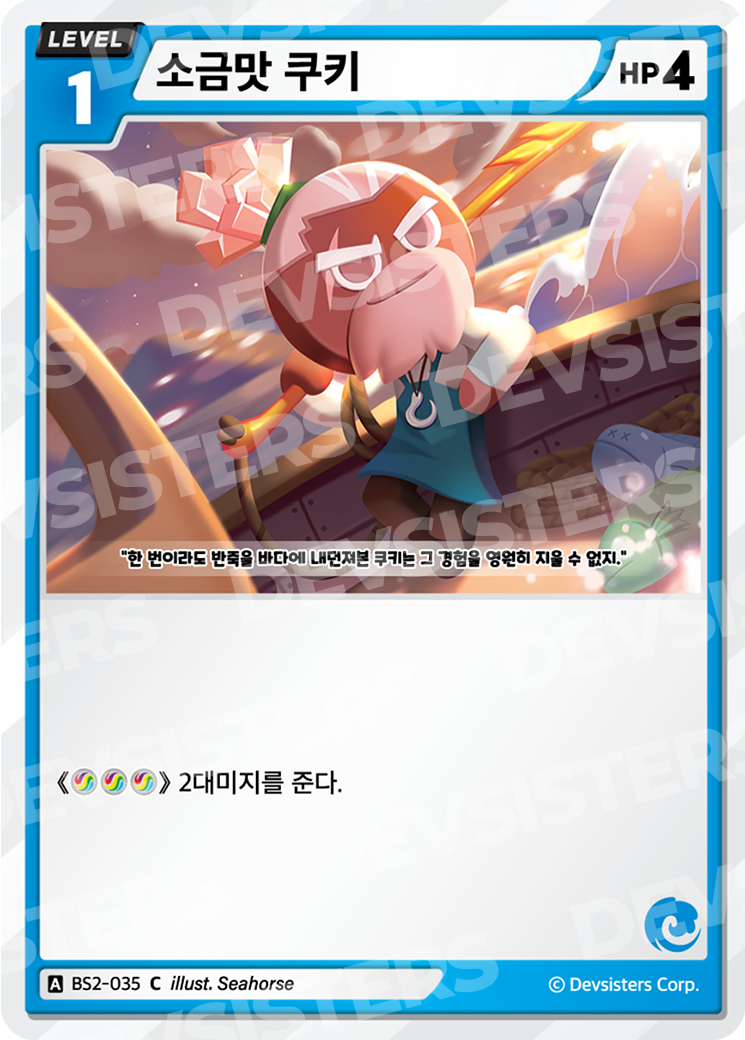 LEVEL
1
소금맛 쿠키
HP 4
"한 번이라도 반죽을 바다에 내던져본 쿠키는 그 경험을 영원히 지울 수 없지."
《》 2대미지를 준다.
A BS2-035 C illust. Seahorse
© Devsisters Corp.
DEVSISTERS